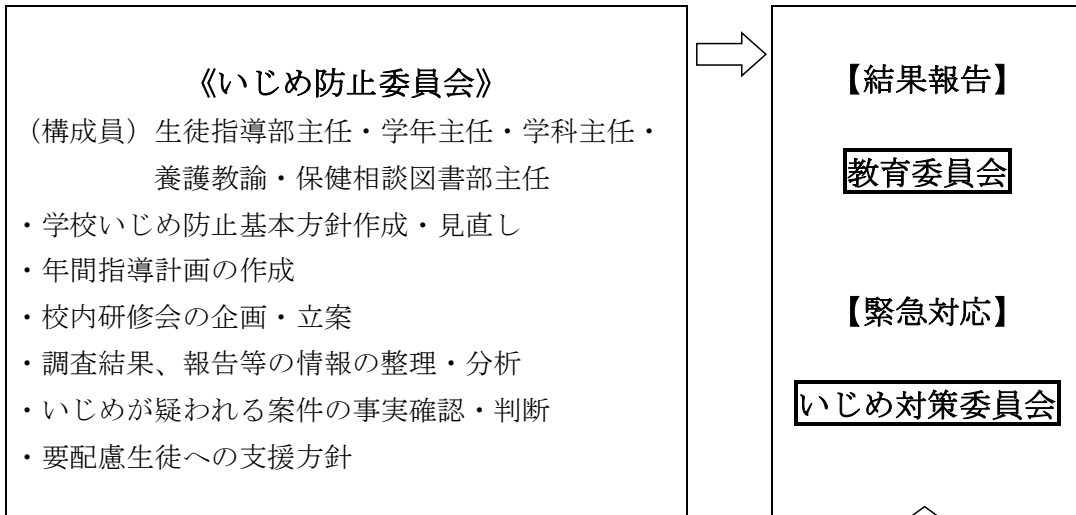 《いじめ防止委員会》
（構成員）生徒指導部主任・学年主任・学科主任・
養護教諭・保健相談図書部主任
・学校いじめ防止基本方針作成・見直し
・年間指導計画の作成
・校内研修会の企画・立案
・調査結果、報告等の情報の整理・分析
・いじめが疑われる案件の事実確認・判断
・要配慮生徒への支援方針
【結果報告】
教育委員会
【緊急対応】
いじめ対策委員会